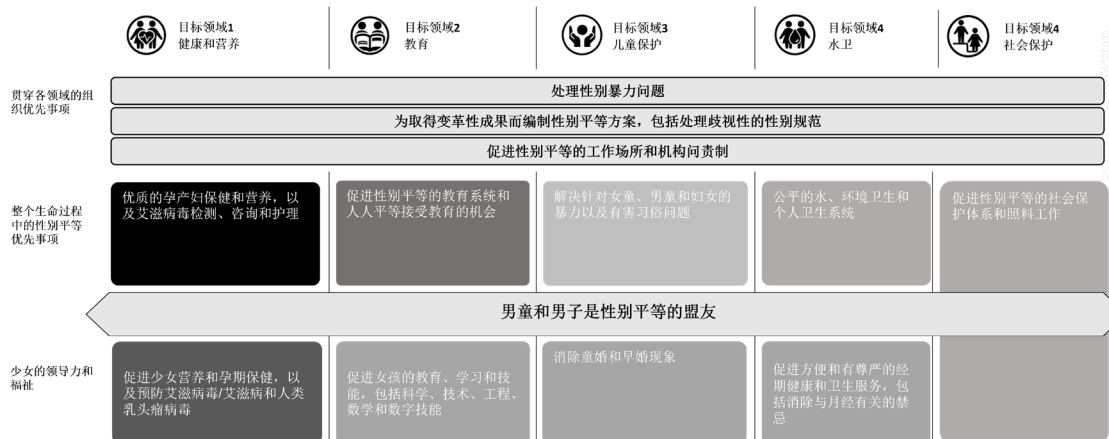 目标领域1
健康和营养
目标领域2
教育
目标领域3
儿童保护
目标领域4
水卫
目标领域4
社会保护
贯穿各领域的组
织优先事项
处理性别暴力问题
为取得变革性成果而编制性别平等方案，包括处理歧视性的性别规范
促进性别平等的工作场所和机构问责制
整个生命过程
中的性别平等
优先事项
优质的孕产妇保健和营养，以
及艾滋病毒检测、咨询和护理
促进性别平等的教育系统和
人人平等接受教育的机会
解决针对女童、男童和妇女的
暴力以及有害习俗问题
公平的水、环境卫生和
个人卫生系统
促进性别平等的社会保
护体系和照料工作
男童和男子是性别平等的盟友
少女的领导力和
福祉
促进少女营养和孕期保健，以
及预防艾滋病毒/艾滋病和人类
乳头瘤病毒
促进女孩的教育、学习和技
能，包括科学、技术、工程、
数学和数字技能
消除童婚和早婚现象
促进方便和有尊严的经
期健康和卫生服务，包
括消除与月经有关的禁
忌